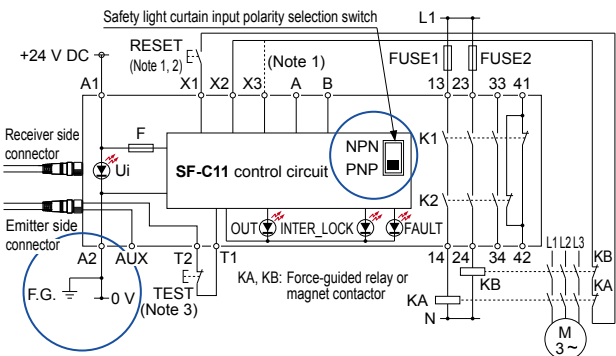 Safety light curtain input polarity selection switch
L1
+24 V DC
RESET
(Note 1, 2)
(Note 1)
FUSE1
FUSE2
A1
X1
X2
X3
A
B
13
23
33
41
Receiver side
connector
F
Ui
SF-C11 control circuit
NPN
PNP
K1
K2
Emitter side
connector
OUT
INTER_LOCK
FAULT
A2
AUX
T2
T1
14
24
34
42
L1
L2
L3
F.G.
0 V
TEST
(Note 3)
KA, KB: Force-guided relay or
magnet contactor
KB
KA
N
KB
KA
M
3~